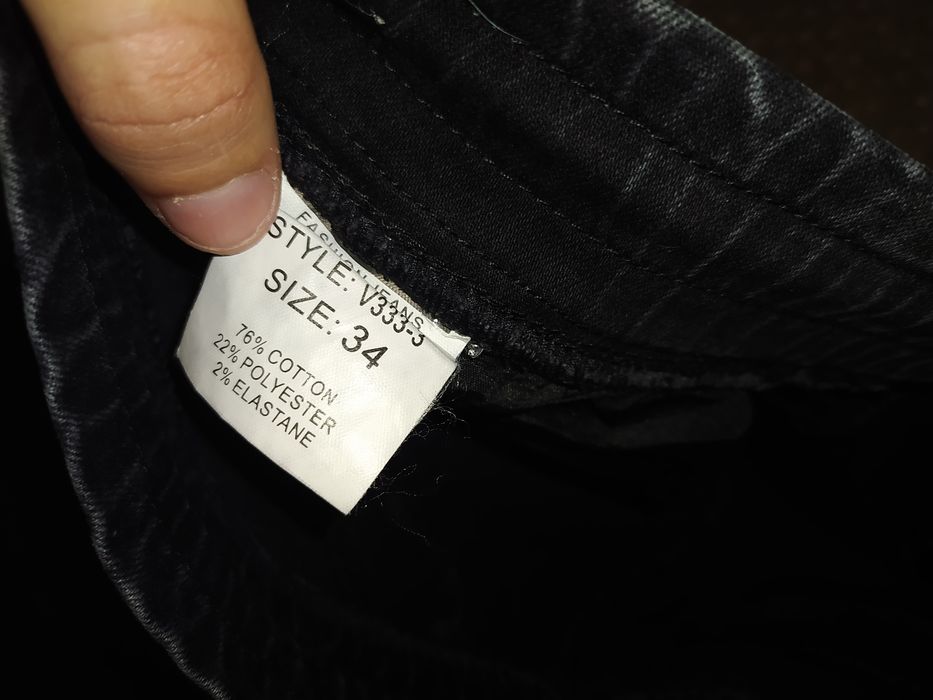 FASHION JEANS
STYLE: V333-3
SIZE: 34
76% COTTON
22% POLYESTER
2% ELASTANE